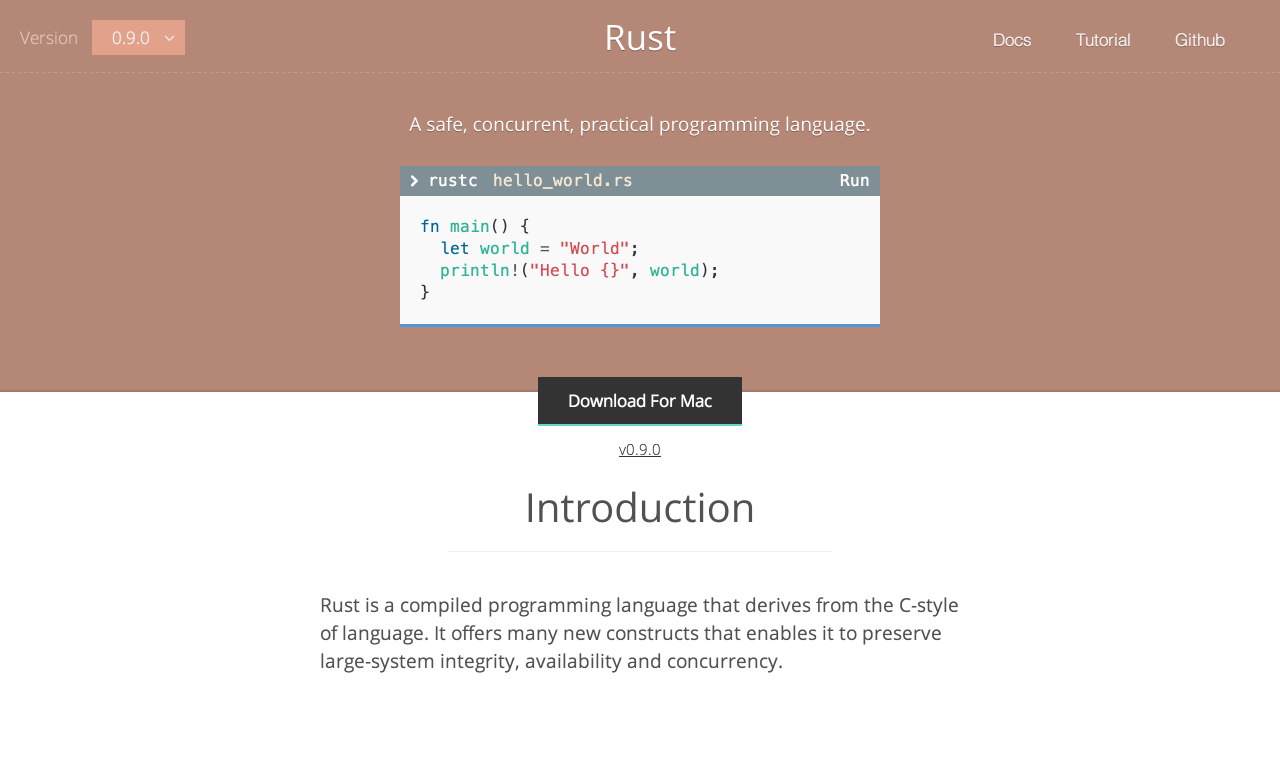 Version 0.9.0 Rust Docs Tutorial Github
A safe, concurrent, practical programming language.
rustc hello_world.rs Run
fn main() {
  let world = "World";
  println!("Hello {}", world);
}
Download For Mac
v0.9.0
Introduction
Rust is a compiled programming language that derives from the C-style
of language. It offers many new constructs that enables it to preserve
large-system integrity, availability and concurrency.